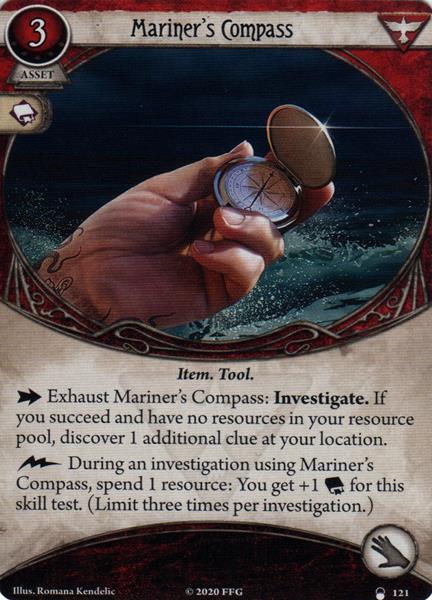 3
Mariner's Compass
ASSET
Item. Tool.
Exhaust Mariner's Compass: Investigate. If
you succeed and have no resources in your resource
pool, discover 1 additional clue at your location.
During an investigation using Mariner's
Compass, spend 1 resource: You get +1 for this
skill test. (Limit three times per investigation.)
Illus. Romana Kendelic
© 2020 FFG
121